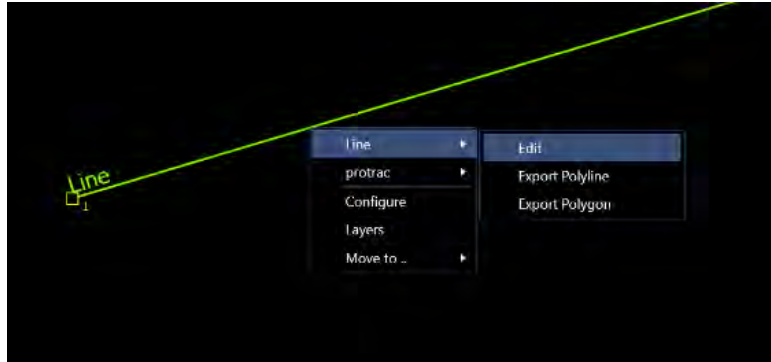 Line
1
Line
protrac
Configure
Layers
Move to ..
Edit
Export Polyline
Export Polygon